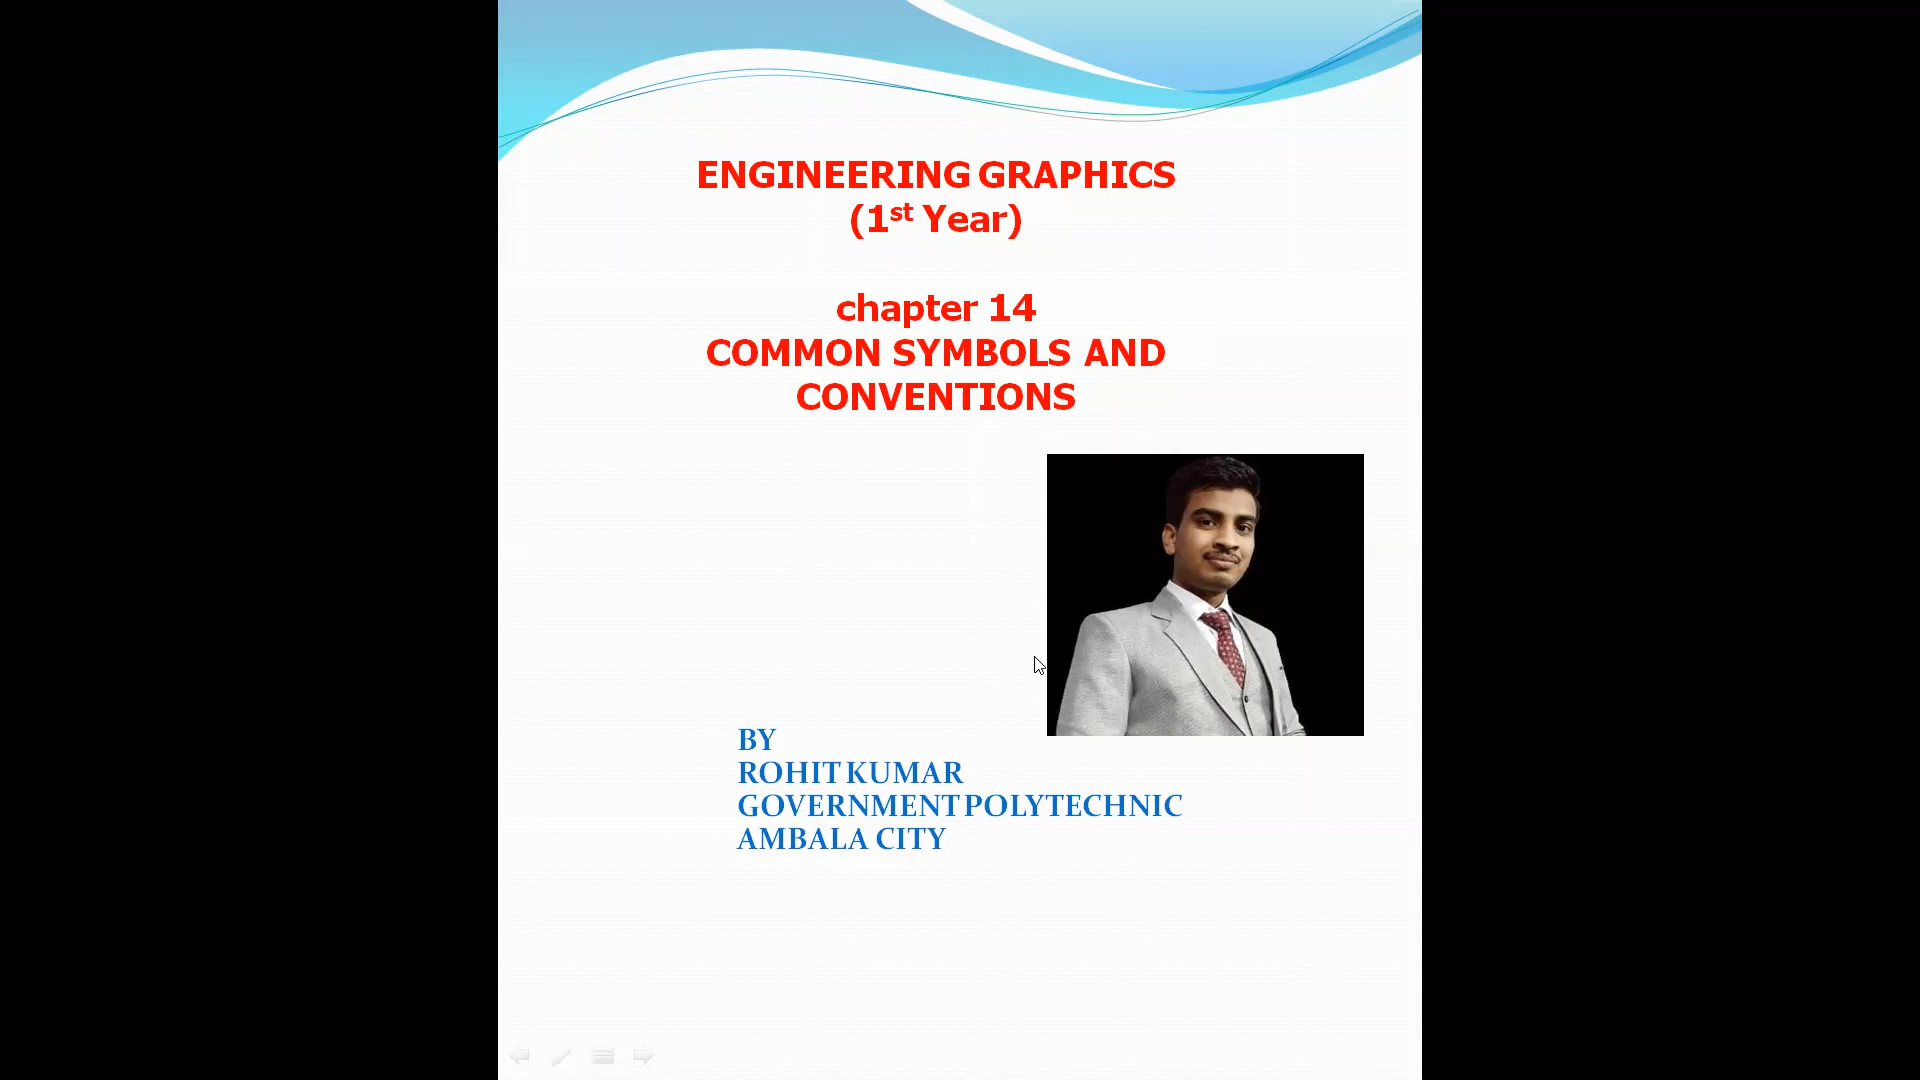 ENGINEERING GRAPHICS
(1st Year)
chapter 14
COMMON SYMBOLS AND
CONVENTIONS
BY
ROHIT KUMAR
GOVERNMENT POLYTECHNIC
AMBALA CITY